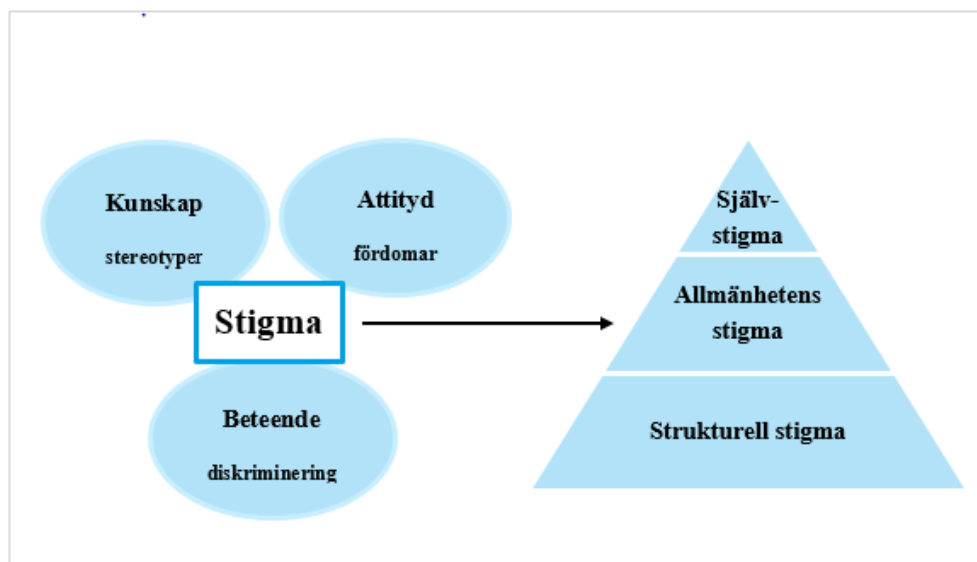 Kunskap
stereotyper
Attityd
fördomar
Stigma
Beteende
diskriminering
Själv-
stigma
Allmänhetens
stigma
Strukturell stigma